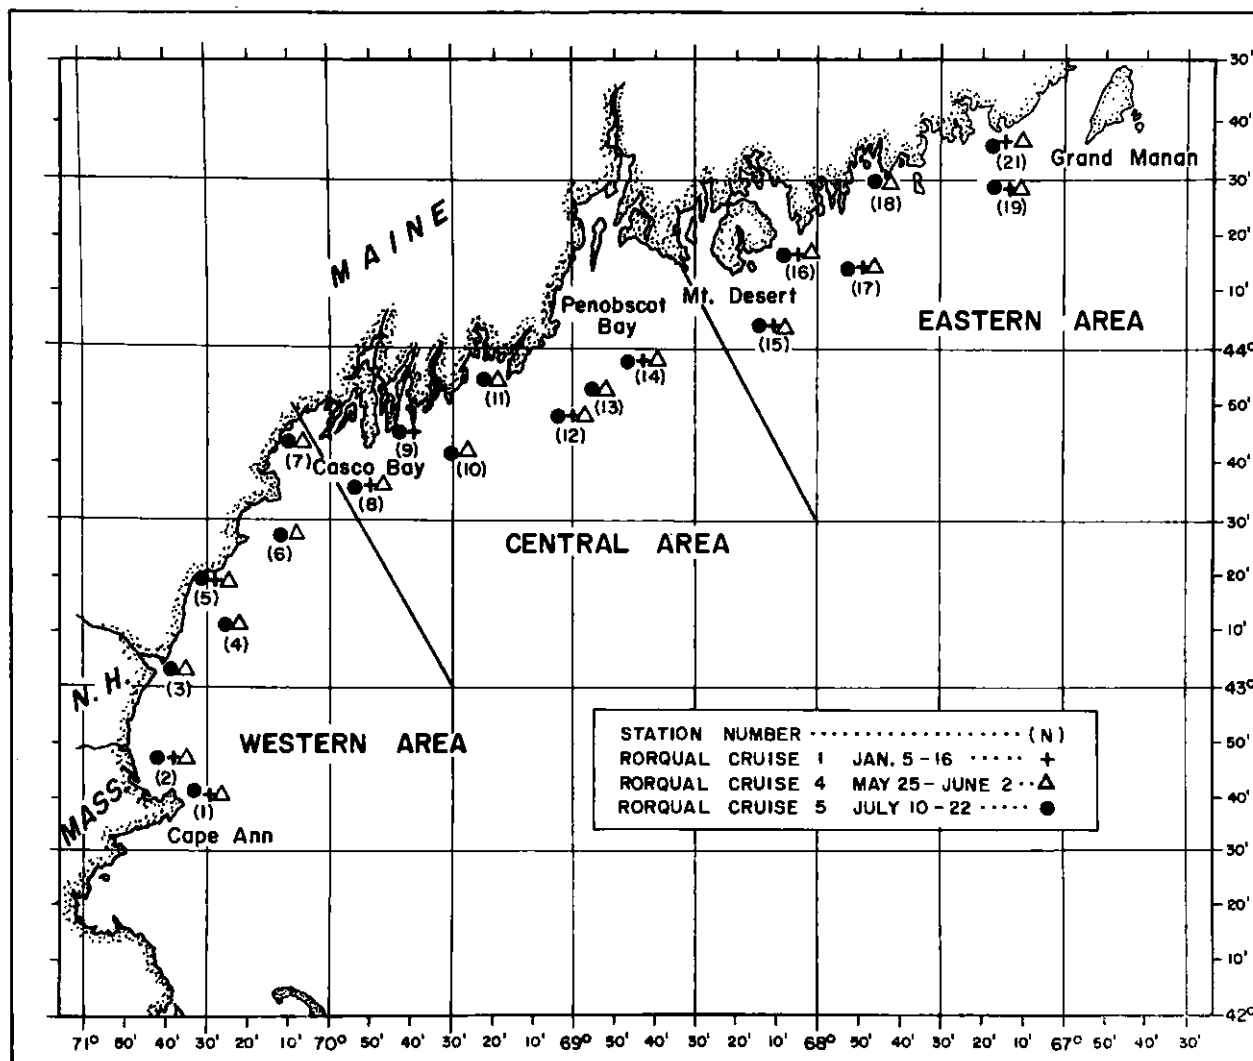 30'
40'
(21)
Grand Manan
30'
(18)
(19)
MAINE
20'
(16)
(17)
10'
Penobscot
Bay
Mt. Desert
EASTERN AREA
(15)
44°
(14)
(11)
(13)
50'
(12)
(9)
(7)
Casco Bay
(10)
40'
(8)
30'
(6)
CENTRAL AREA
20'
(5)
(4)
10'
N. H.
(3)
43°
WESTERN AREA
STATION NUMBER ............... (N)
RORQUAL CRUISE 1 JAN. 5-16 ..... +
RORQUAL CRUISE 4 MAY 25-JUNE 2 .. △
RORQUAL CRUISE 5 JULY 10-22 .... ●
50'
(2)
MASS.
(1)
40'
Cape Ann
30'
20'
10'
42°
71° 50' 40' 30' 20' 10' 70° 50' 40' 30' 20' 10' 69° 50' 40' 30' 20' 10' 68° 50' 40' 30' 20' 10' 67° 50' 40' 30'